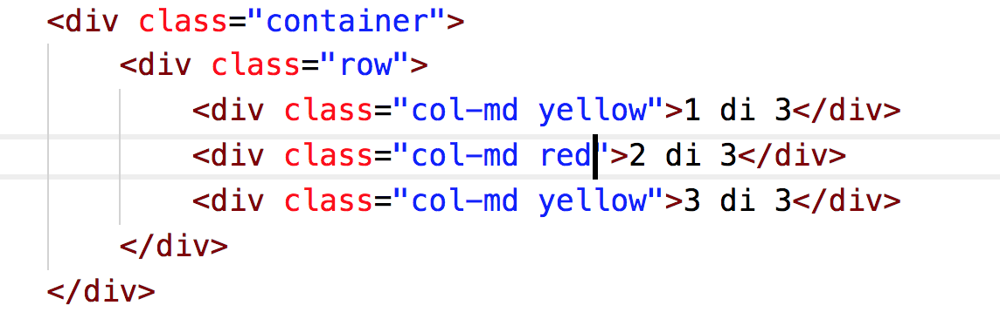 <div class="container">
<div class="row">
<div class="col-md yellow">1 di 3</div>
<div class="col-md red">2 di 3</div>
<div class="col-md yellow">3 di 3</div>
</div>
</div>